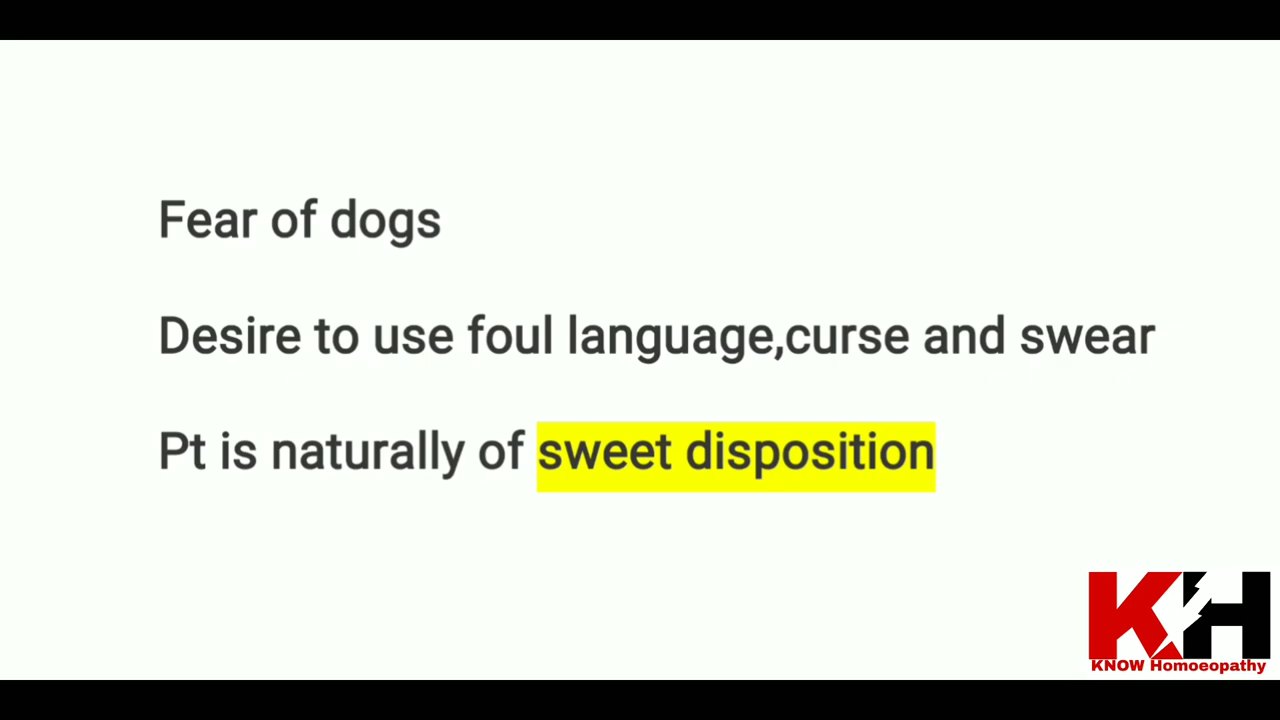 Fear of dogs
Desire to use foul language,curse and swear
Pt is naturally of sweet disposition
KH
KNOW Homoeopathy